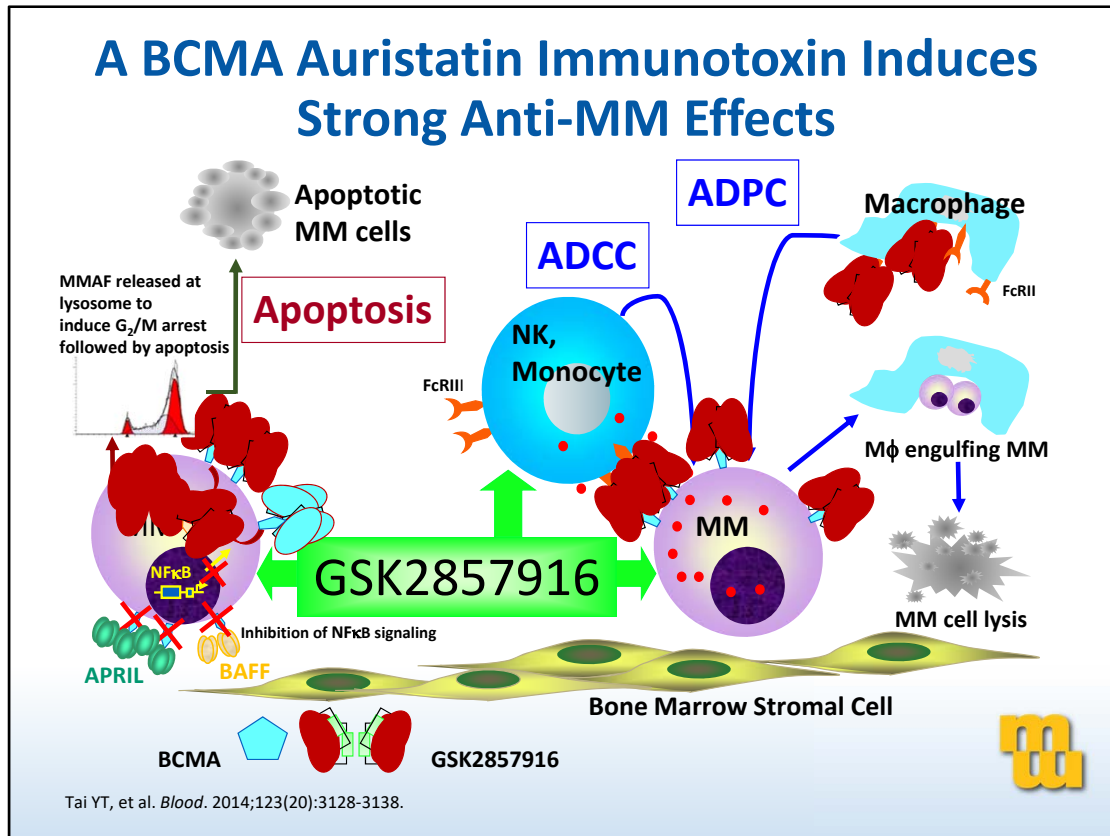 A BCMA Auristatin Immunotoxin Induces
Strong Anti-MM Effects
Apoptotic
MM cells
MMAF released at
lysosome to
induce G₂/M arrest
followed by apoptosis
Apoptosis
ADCC
ADPC
Macrophage
FcRII
NK,
Monocyte
FcRIII
Mϕ engulfing MM
MM
NFκB
GSK2857916
MM cell lysis
Inhibition of NFκB signaling
APRIL
BAFF
Bone Marrow Stromal Cell
BCMA
GSK2857916
Tai YT, et al. Blood. 2014;123(20):3128-3138.